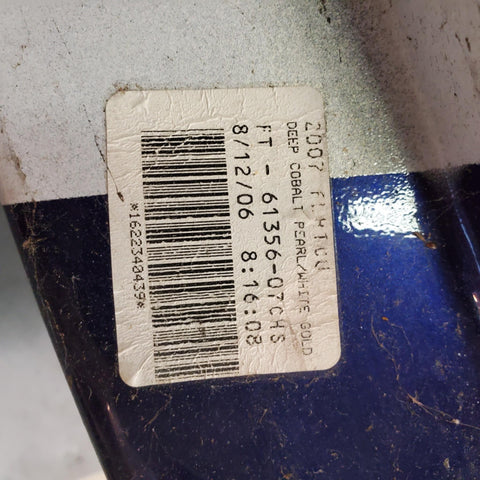 2007 FLHTCU
DEEP COBALT PEARL/WHITE GOLD
FT - 61356-07CHS
8/12/06 8:16:08
*1622340439*